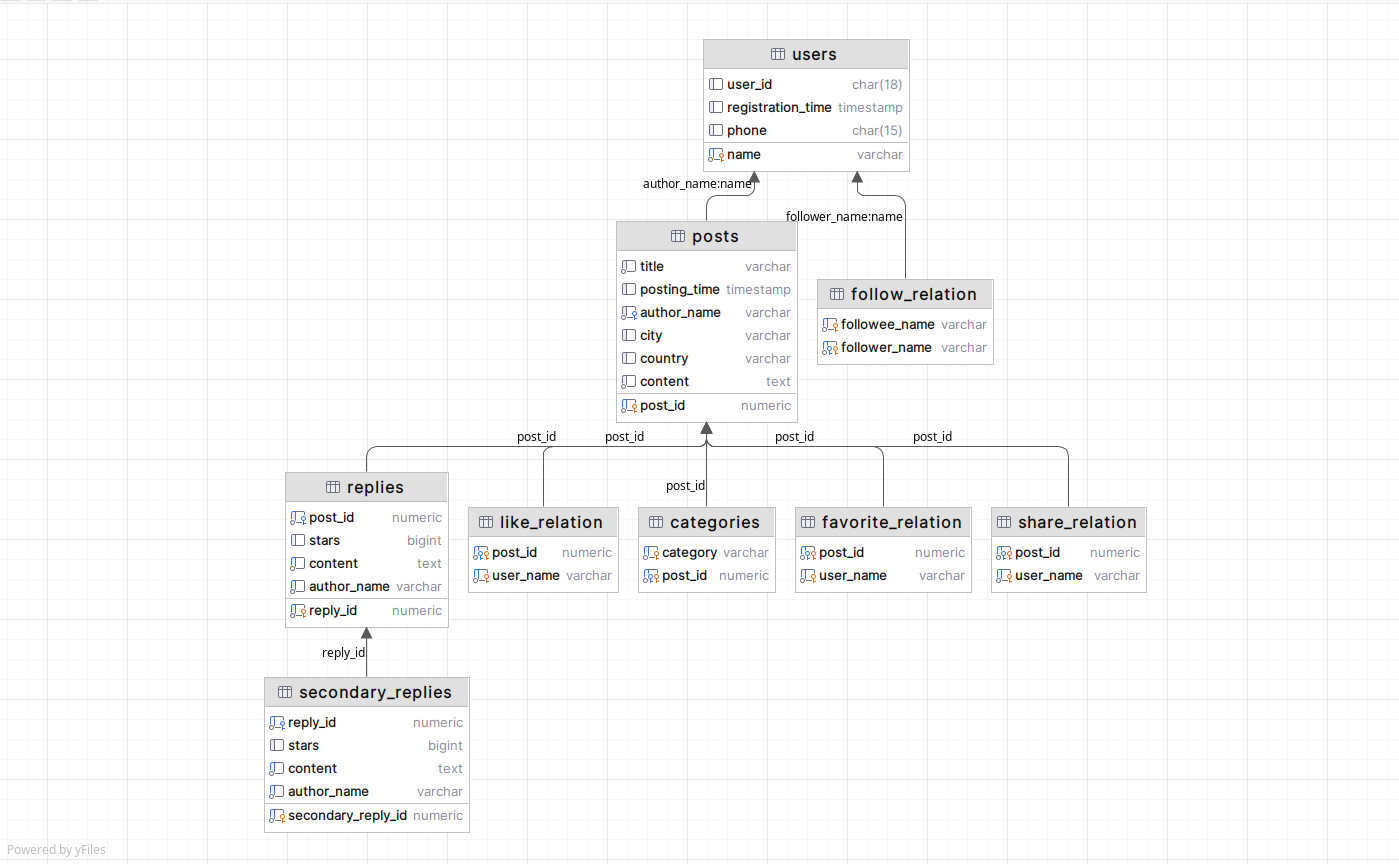 users
user_id char(18)
registration_time timestamp
phone char(15)
name varchar
author_name:name
follower_name:name
posts
title varchar
posting_time timestamp
author_name varchar
city varchar
country varchar
content text
post_id numeric
follow_relation
followee_name varchar
follower_name varchar
post_id post_id post_id post_id
post_id
replies
post_id numeric
stars bigint
content text
author_name varchar
reply_id numeric
like_relation
post_id numeric
user_name varchar
categories
category varchar
post_id numeric
favorite_relation
post_id numeric
user_name varchar
share_relation
post_id numeric
user_name varchar
reply_id
secondary_replies
reply_id numeric
stars bigint
content text
author_name varchar
secondary_reply_id numeric
Powered by yFiles